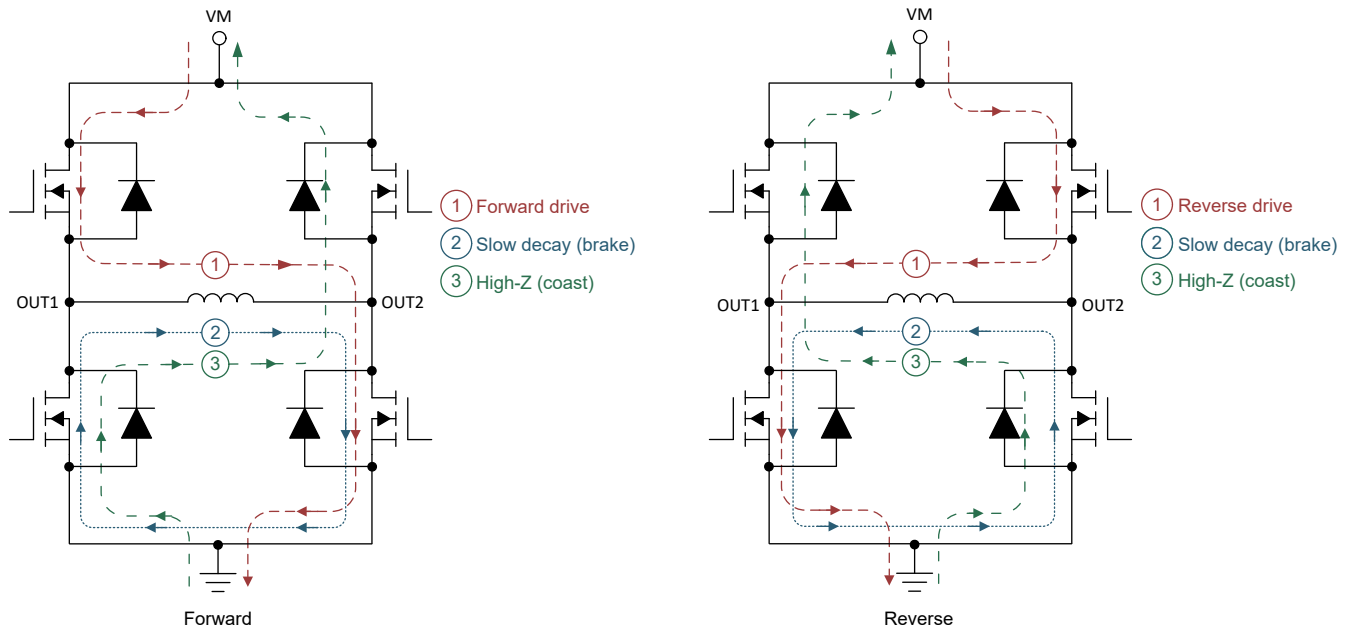 VM
VM
1 Forward drive
2 Slow decay (brake)
3 High-Z (coast)
1 Reverse drive
2 Slow decay (brake)
3 High-Z (coast)
1
1
OUT1
OUT2
OUT1
OUT2
2
2
3
3
Forward
Reverse